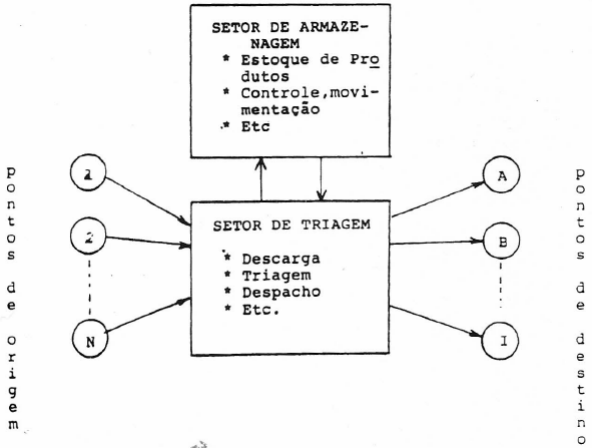 SETOR DE ARMAZE-
NAGEM
* Estoque de Pro
dutos
* Controle,movi-
mentação
* Etc
pontos de origem
1
2
N
SETOR DE TRIAGEM
* Descarga
* Triagem
* Despacho
* Etc.
A
B
I
pontos de destino